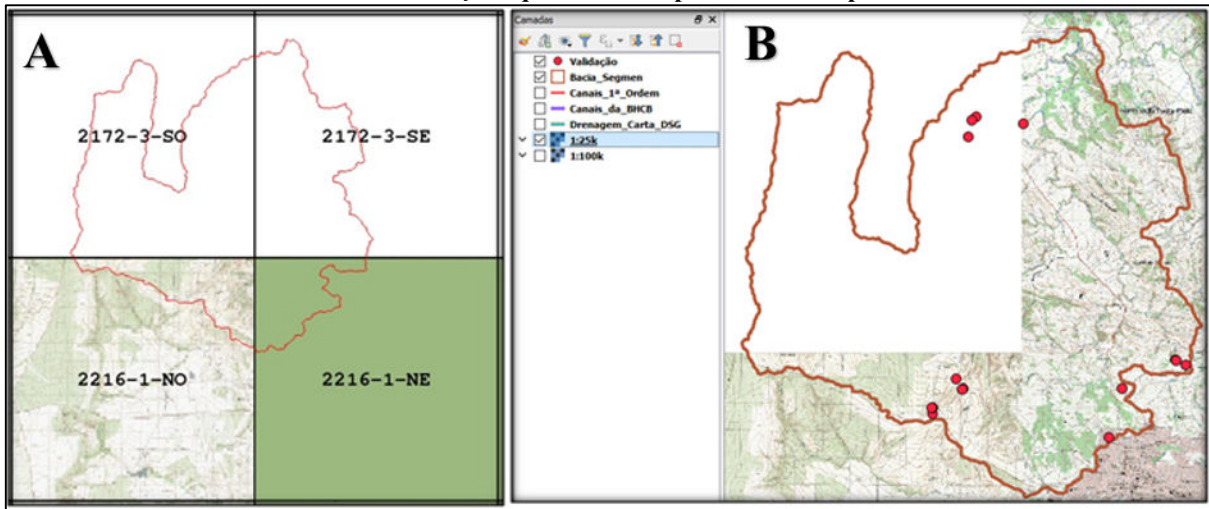 A
2172-3-SO
2172-3-SE
2216-1-NO
2216-1-NE
Camadas
Validação
Bacia_Segmen
Canais_1ª_Ordem
Canais_da_BHCB
Drenagem_Carta_DSG
1:25k
1:100k
B